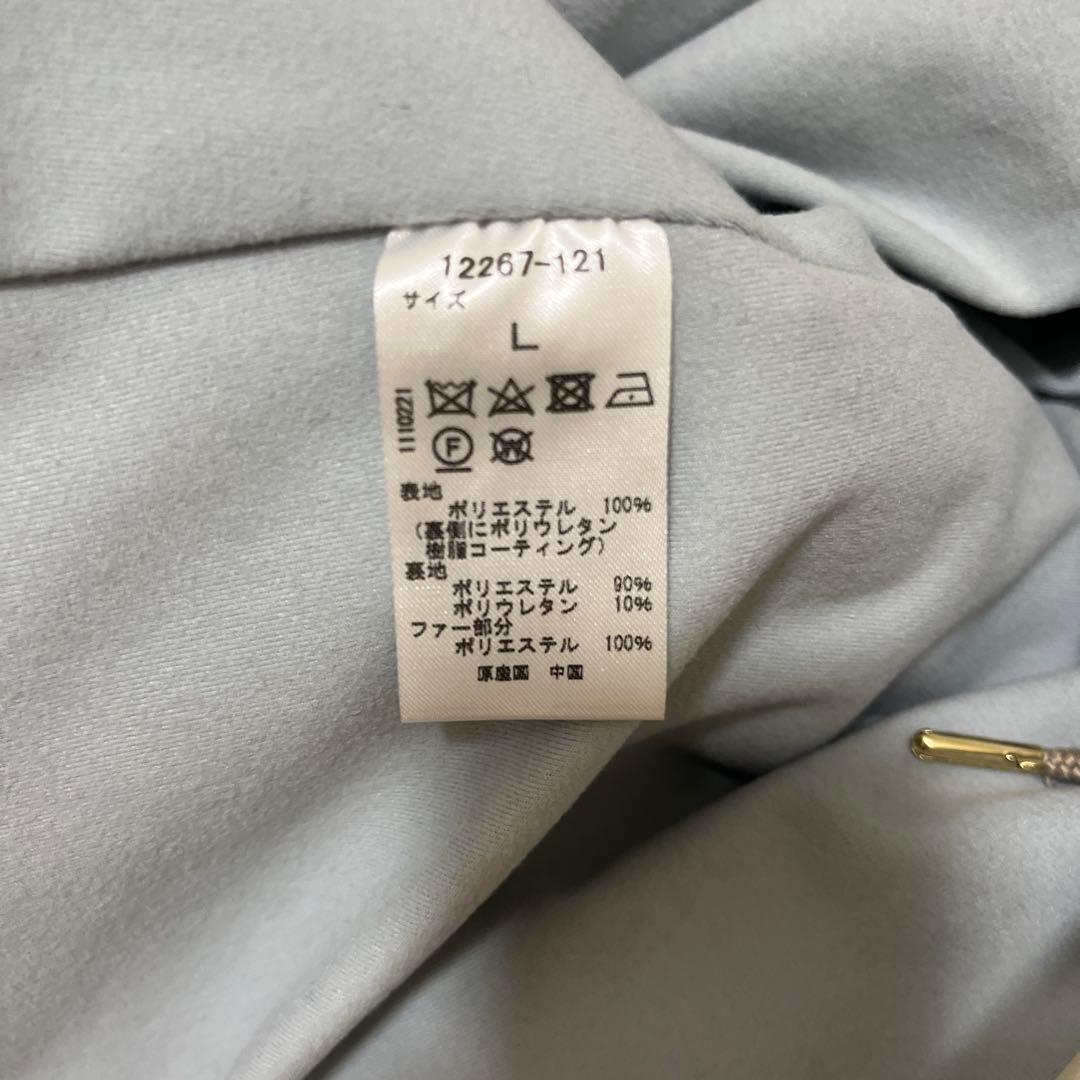 12267-121
サイズ
L
1110221
F
W
表地
ポリエステル 100%
(裏側にポリウレタン
樹脂コーティング)
裏地
ポリエステル 90%
ポリウレタン 10%
ファー部分
ポリエステル 100%
原産国 中国